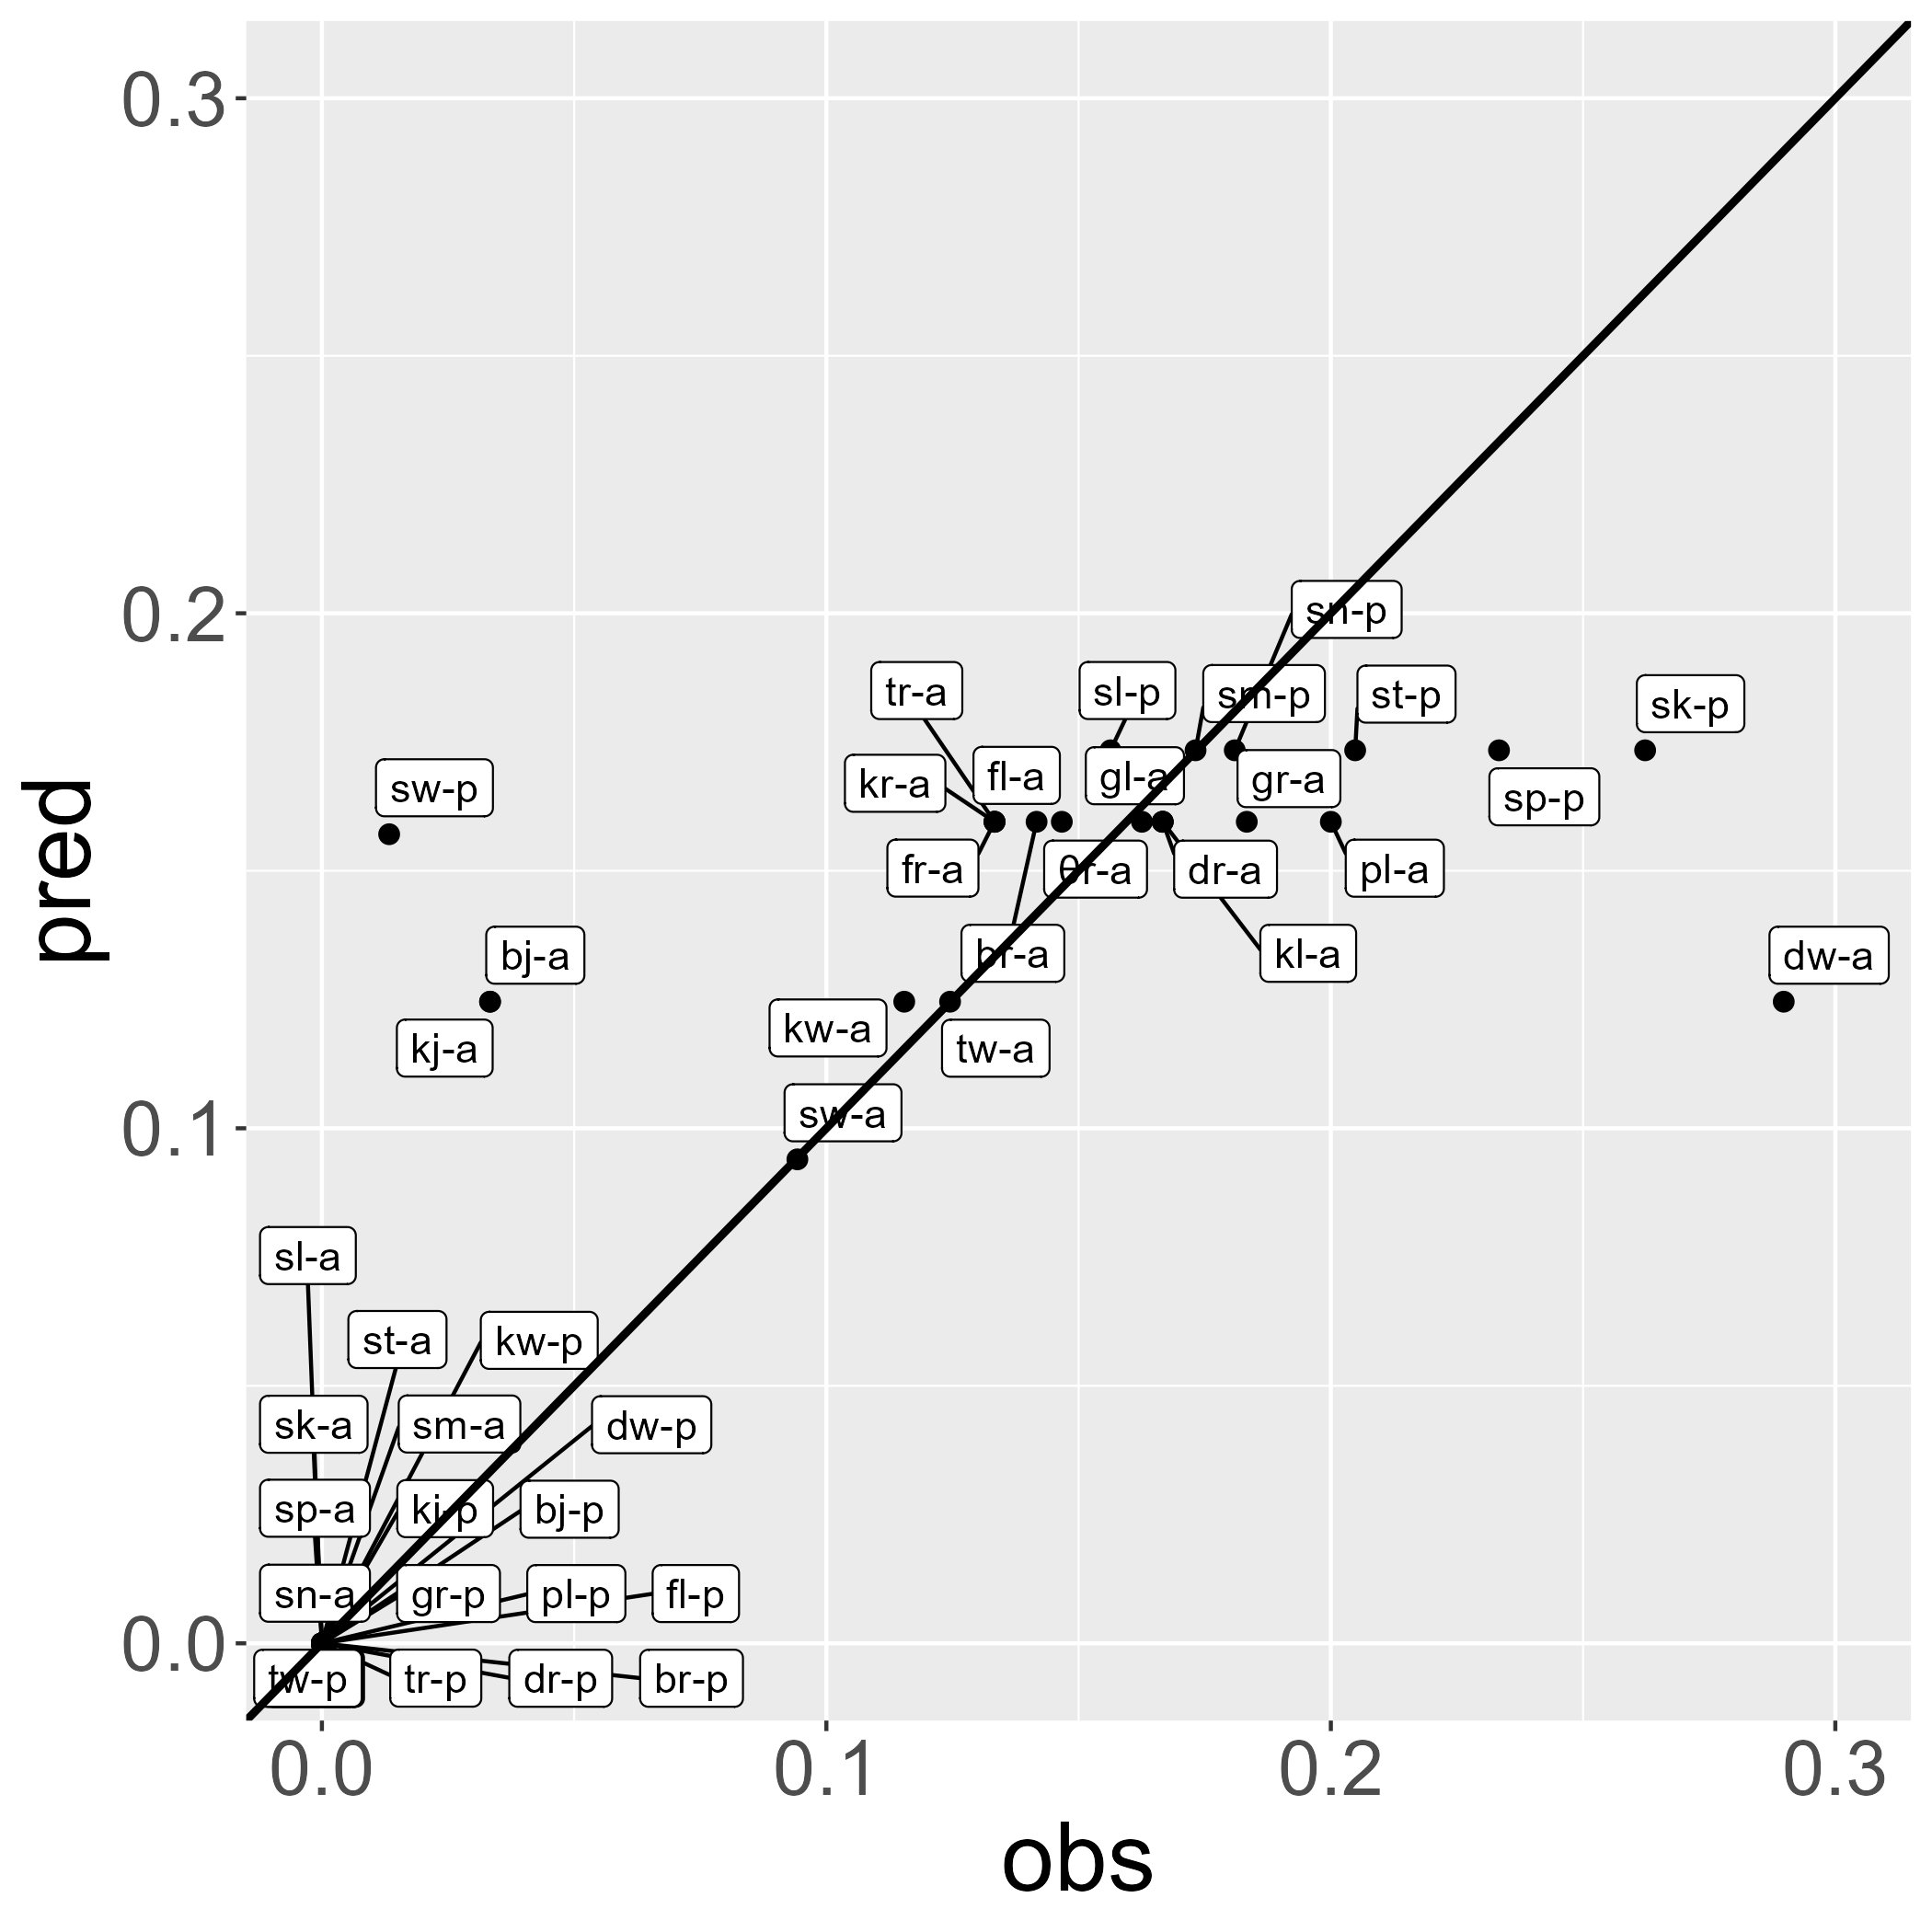 0.3
0.2
sn-p
tr-a
sl-p
sm-p
st-p
sk-p
kr-a
fl-a
gl-a
gr-a
sp-p
sw-p
fr-a
θr-a
dr-a
pl-a
bj-a
br-a
kl-a
dw-a
kj-a
kw-a
tw-a
0.1
sw-a
sl-a
st-a
kw-p
sk-a
sm-a
dw-p
sp-a
kj-p
bj-p
sn-a
gr-p
pl-p
fl-p
0.0
tw-p
tr-p
dr-p
br-p
0.0
0.1
0.2
0.3
obs
pred